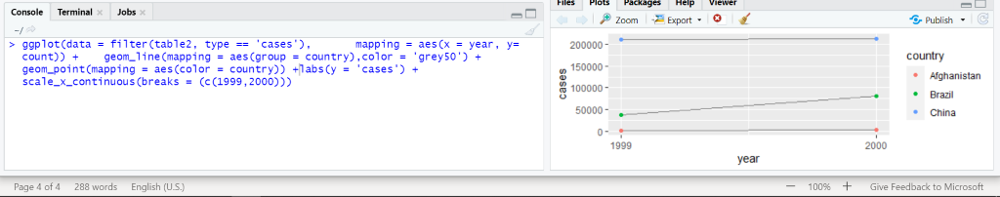 Console Terminal × Jobs ×
~/
> ggplot(data = filter(table2, type == 'cases'),       mapping = aes(x = year, y=
count)) +    geom_line(mapping = aes(group = country),color = 'grey50') +
geom_point(mapping = aes(color = country)) +labs(y = 'cases') +
scale_x_continuous(breaks = (c(1999,2000)))
Files Plots Packages Help Viewer
Zoom Export Publish
200000
150000
100000
50000
0
cases
1999 2000
year
country
Afghanistan
Brazil
China
Page 4 of 4 288 words English (U.S.) 100% Give Feedback to Microsoft